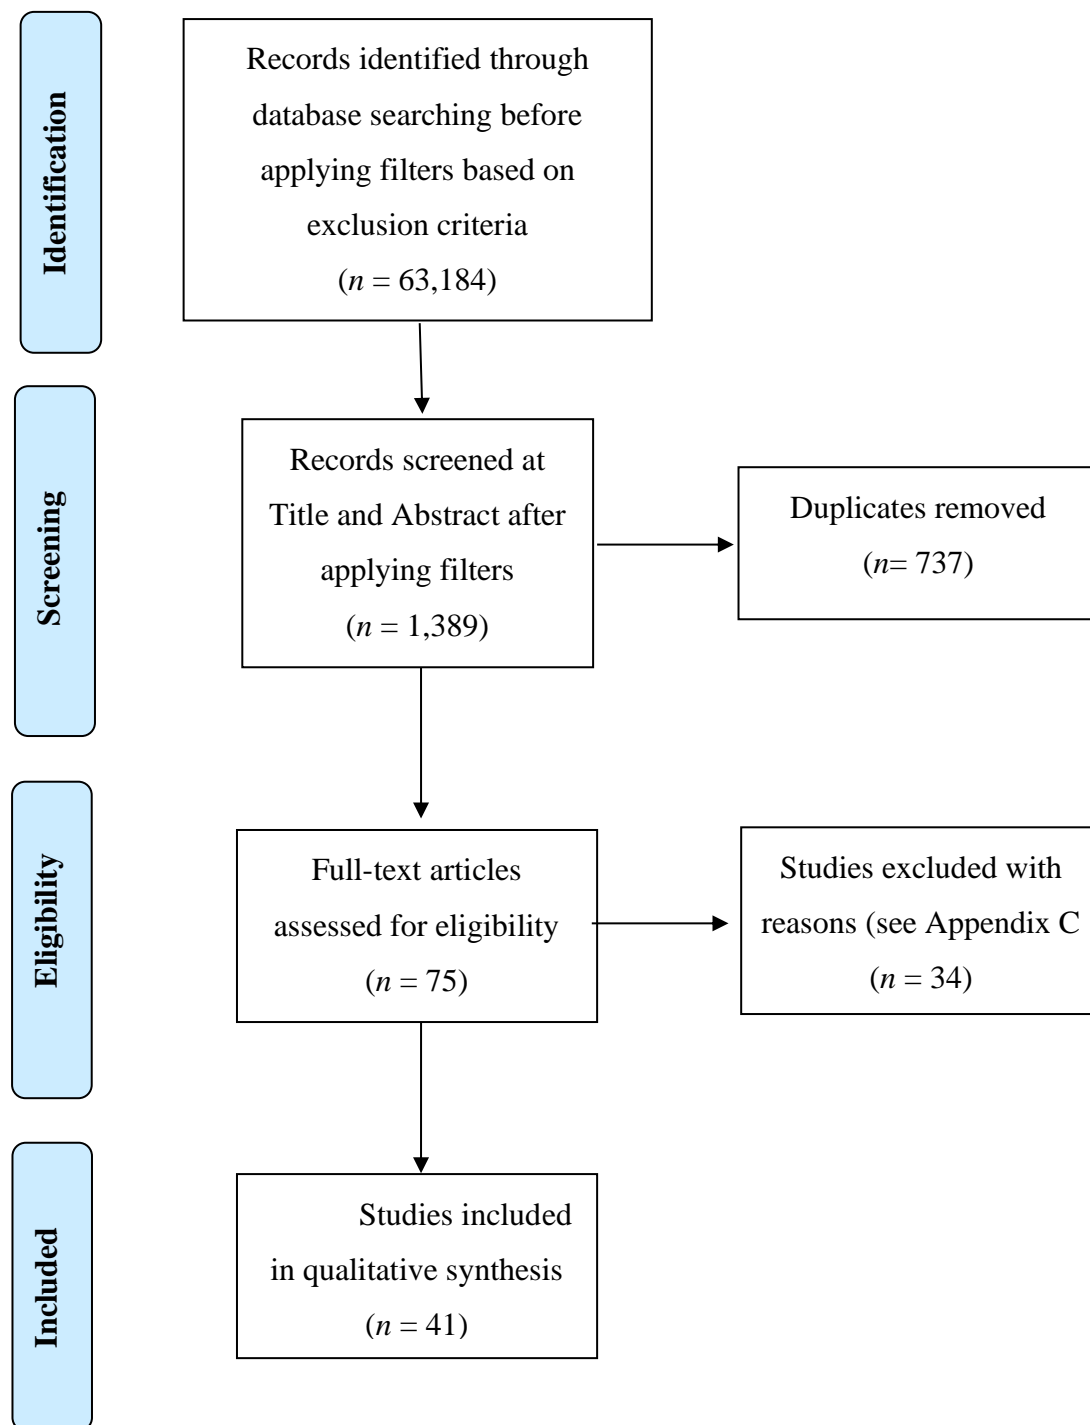 Identification
Records identified through
database searching before
applying filters based on
exclusion criteria
(n = 63,184)
Screening
Records screened at
Title and Abstract after
applying filters
(n = 1,389)
Duplicates removed
(n= 737)
Eligibility
Full-text articles
assessed for eligibility
(n = 75)
Studies excluded with
reasons (see Appendix C
(n = 34)
Included
Studies included
in qualitative synthesis
(n = 41)